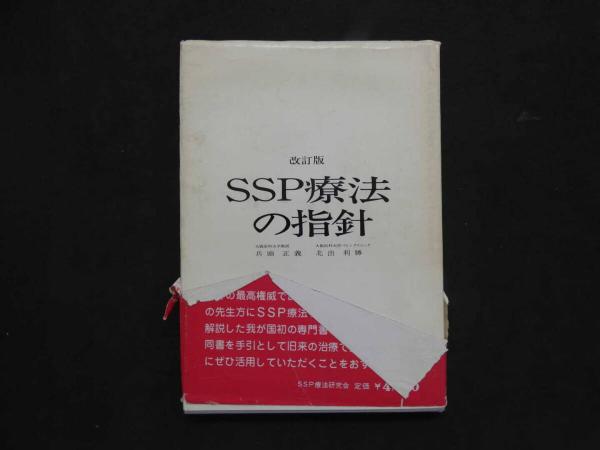 改訂版
SSP療法
の指針
兵頭 正義 北出 利勝
の最高権威で
の先生方にSSP療法
解説した我が国初の専門書
同書を手引として旧来の治療で
にぜひ活用していただくことをおす
SSP療法研究会 定価 ¥4